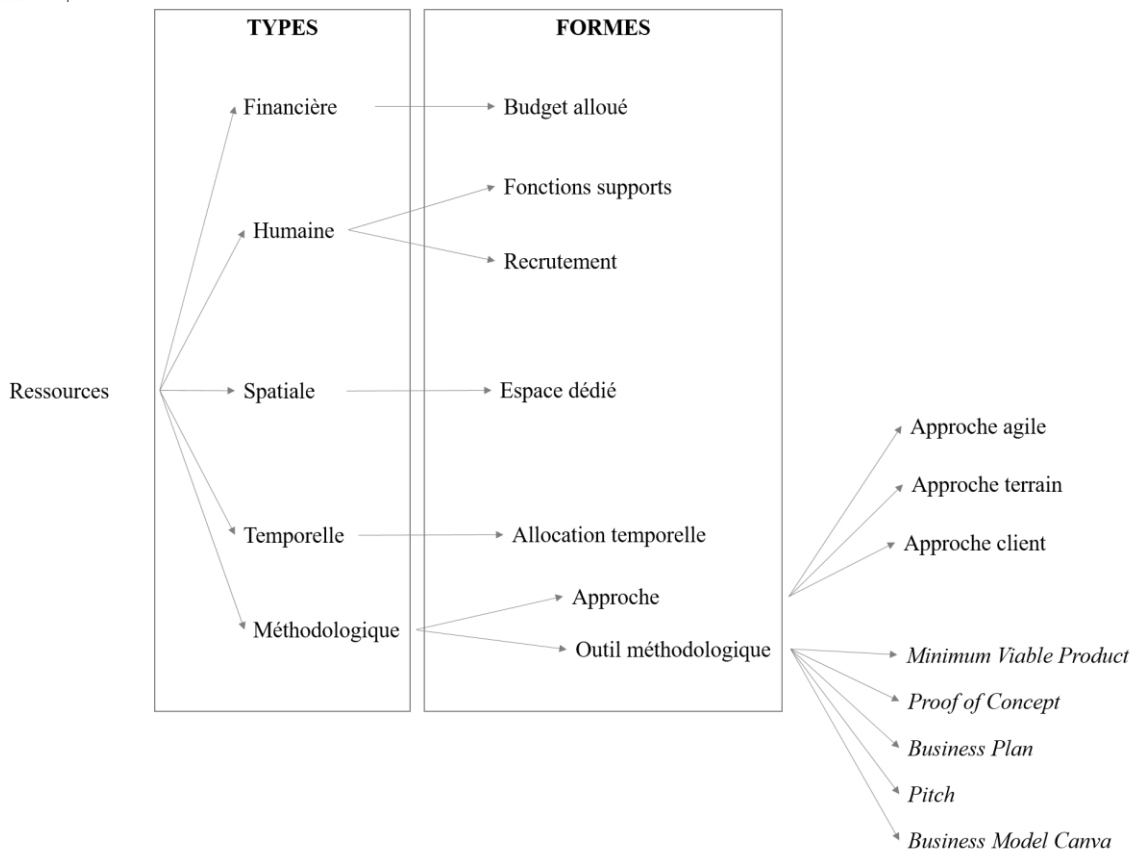 TYPES
FORMES
Financière
Budget alloué
Fonctions supports
Humaine
Recrutement
Ressources
Spatiale
Espace dédié
Approche agile
Approche terrain
Temporelle
Allocation temporelle
Approche client
Approche
Méthodologique
Outil méthodologique
Minimum Viable Product
Proof of Concept
Business Plan
Pitch
Business Model Canva